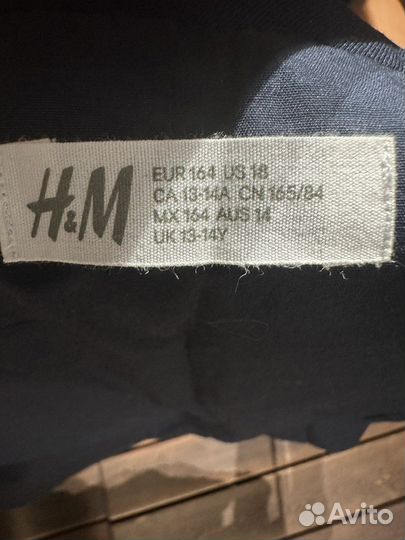 H&M
EUR 164 US 18
CA 13-14A CN 165/84
MX 164 AUS 14
UK 13-14Y
Avito